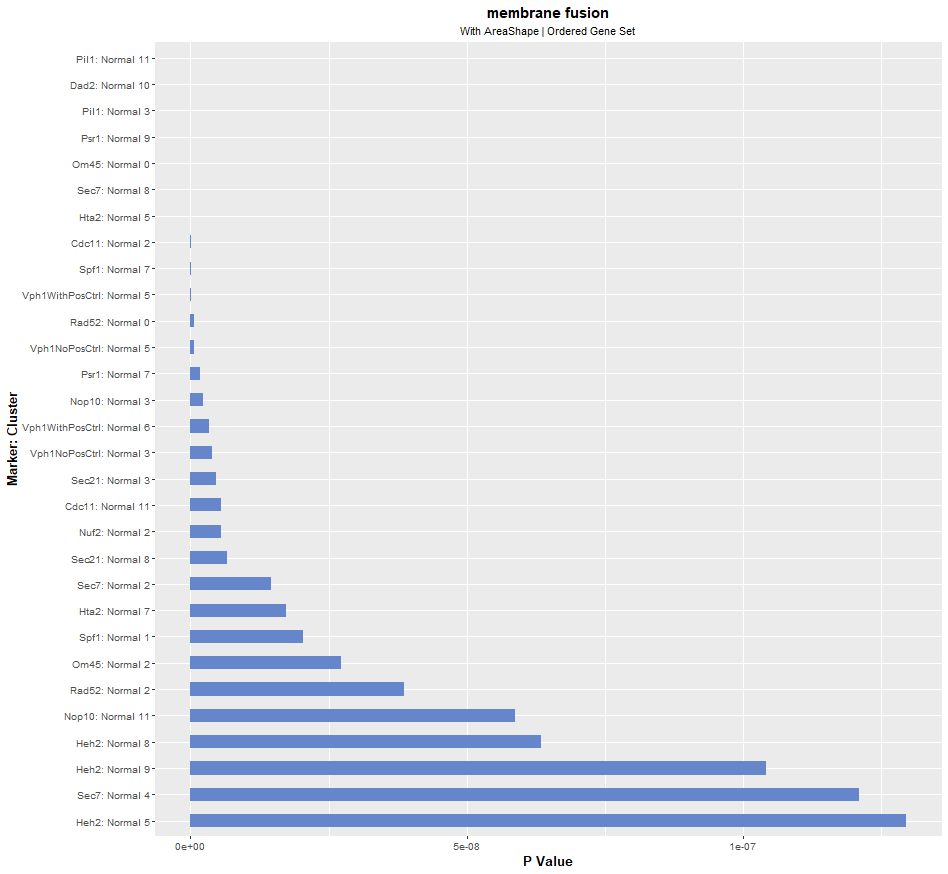 membrane fusion
With AreaShape | Ordered Gene Set
Marker: Cluster
Pil1: Normal 11
Dad2: Normal 10
Pil1: Normal 3
Psr1: Normal 9
Om45: Normal 0
Sec7: Normal 8
Hta2: Normal 5
Cdc11: Normal 2
Spf1: Normal 7
Vph1WithPosCtrl: Normal 5
Rad52: Normal 0
Vph1NoPosCtrl: Normal 5
Psr1: Normal 7
Nop10: Normal 3
Vph1WithPosCtrl: Normal 6
Vph1NoPosCtrl: Normal 3
Sec21: Normal 3
Cdc11: Normal 11
Nuf2: Normal 2
Sec21: Normal 8
Sec7: Normal 2
Hta2: Normal 7
Spf1: Normal 1
Om45: Normal 2
Rad52: Normal 2
Nop10: Normal 11
Heh2: Normal 8
Heh2: Normal 9
Sec7: Normal 4
Heh2: Normal 5
0e+00 5e-08 1e-07
P Value